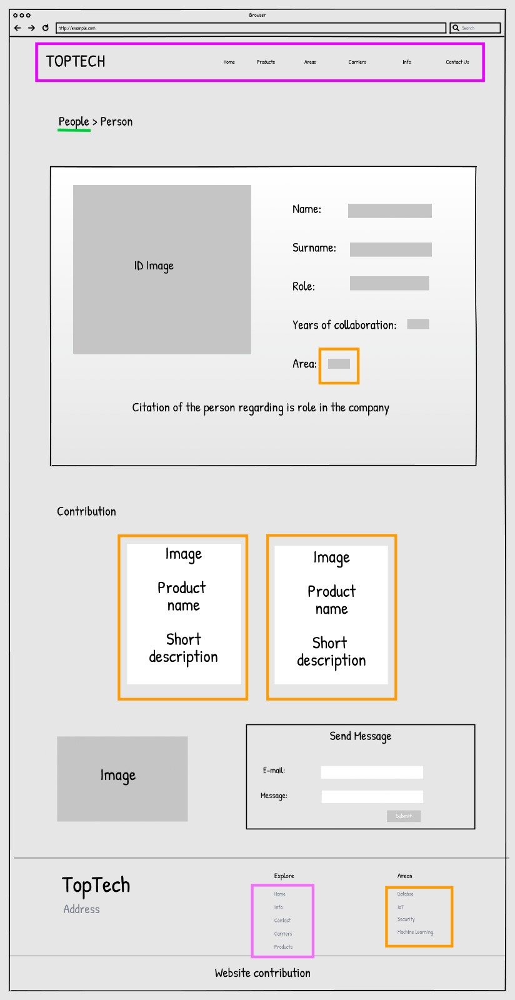 Browser
http://example.com
Search
TOPTECH
Home Products Areas Carriers Info Contact Us
People > Person
ID Image
Name:
Surname:
Role:
Years of collaboration:
Area:
Citation of the person regarding is role in the company
Contribution
Image
Product
name
Short
description
Image
Product
name
Short
description
Image
Send Message
E-mail:
Message:
Submit
TopTech
Address
Explore
Home
Info
Contact
Carriers
Products
Areas
Databse
IoT
Security
Machine Learning
Website contribution